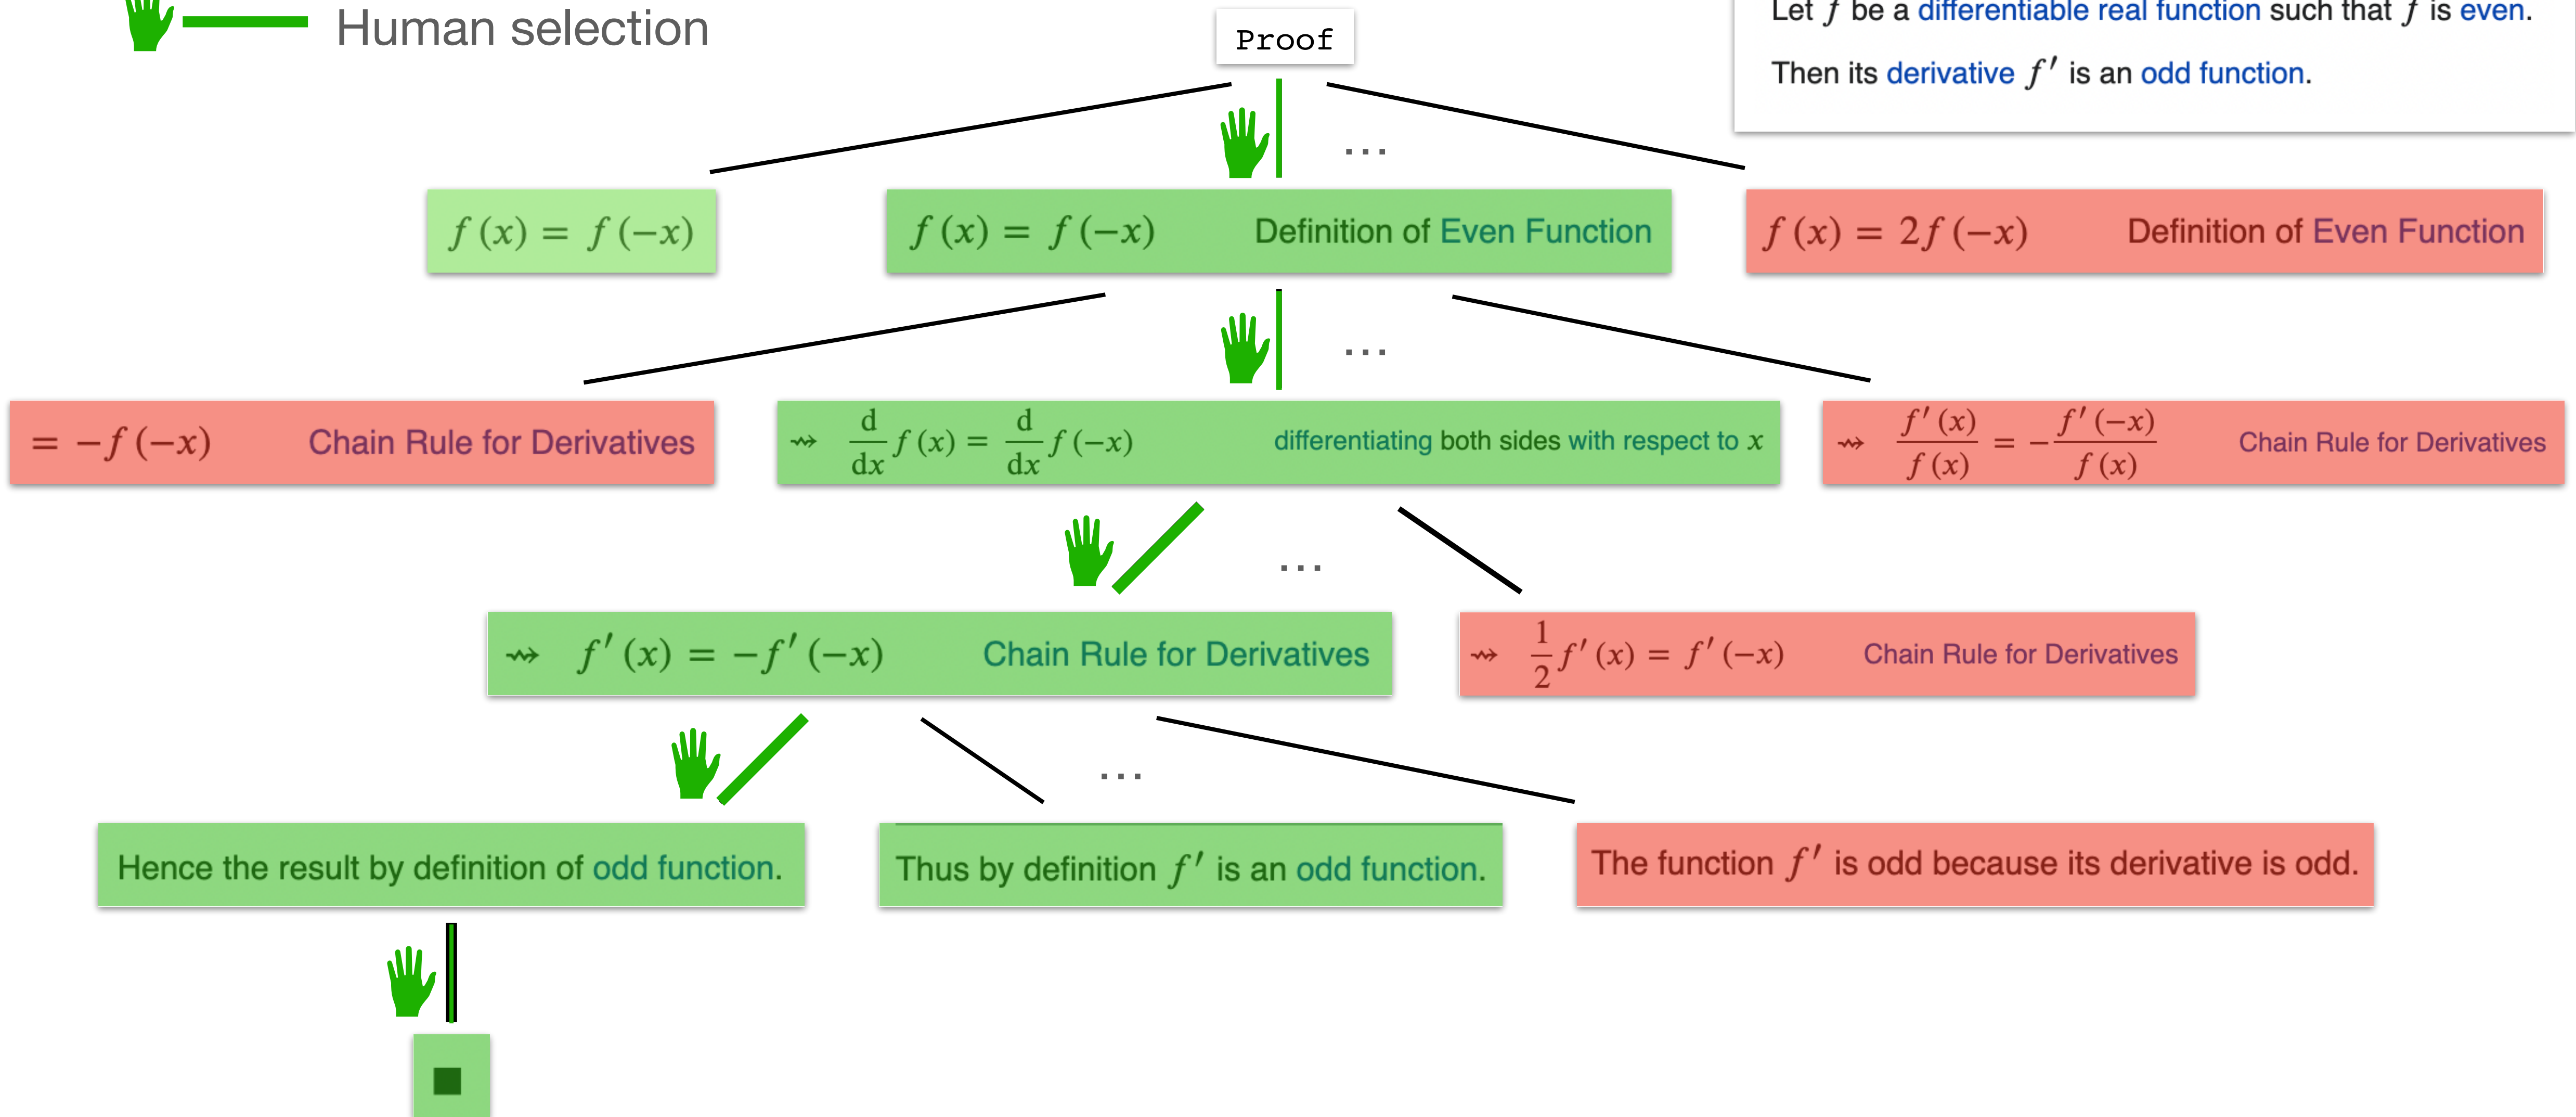 Human selection
Proof
Let f be a differentiable real function such that f is even.
Then its derivative f′ is an odd function.
...
f (x) = f (−x)
f (x) = f (−x) Definition of Even Function
f (x) = 2f (−x) Definition of Even Function
...
= −f (−x) Chain Rule for Derivatives
⇝ d/dx f (x) = d/dx f (−x) differentiating both sides with respect to x
⇝ f′ (x)/f (x) = − f′ (−x)/f (x) Chain Rule for Derivatives
...
⇝ f′ (x) = −f′ (−x) Chain Rule for Derivatives
⇝ 1/2 f′ (x) = f′ (−x) Chain Rule for Derivatives
...
Hence the result by definition of odd function.
Thus by definition f′ is an odd function.
The function f′ is odd because its derivative is odd.
■